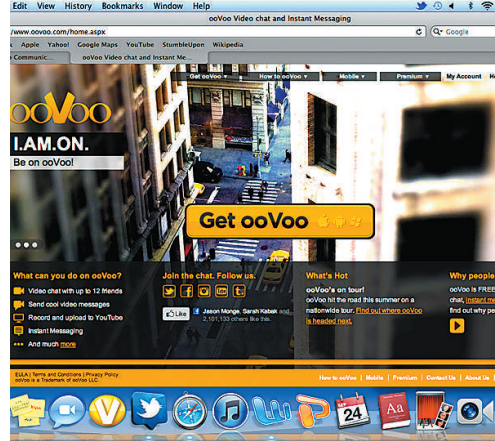 Edit View History Bookmarks Window Help
ooVoo Video chat and Instant Messaging
/www.oovoo.com/home.aspx
Google
Apple Yahoo! Google Maps YouTube StumbleUpon Wikipedia
Communic... ooVoo Video chat and Instant Me...
Get ooVoo How to ooVoo Mobile Premium My Account
ooVoo
I.AM.ON.
Be on ooVoo!
Get ooVoo
What can you do on ooVoo?
Video chat with up to 12 friends
Send cool video messages
Record and upload to YouTube
Instant Messaging
And much more
Join the chat. Follow us.
Like Jason Monge, Sarah Kabak and
2,101,133 others like this.
What's Hot
ooVoo's on tour!
ooVoo hit the road this summer on a
nationwide tour. Find out where ooVoo
is headed next.
Why people
ooVoo is FREE
chat, instant me
find out why pe
EULA | Terms and Conditions | Privacy Policy
ooVoo is a Trademark of ooVoo LLC.
How to ooVoo | Mobile | Premium | Contact Us | About Us
SEP
24
Aa